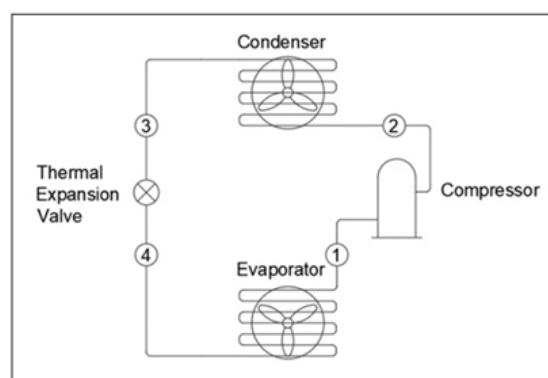 Condenser
3
2
Thermal
Expansion
Valve
Compressor
4
1
Evaporator